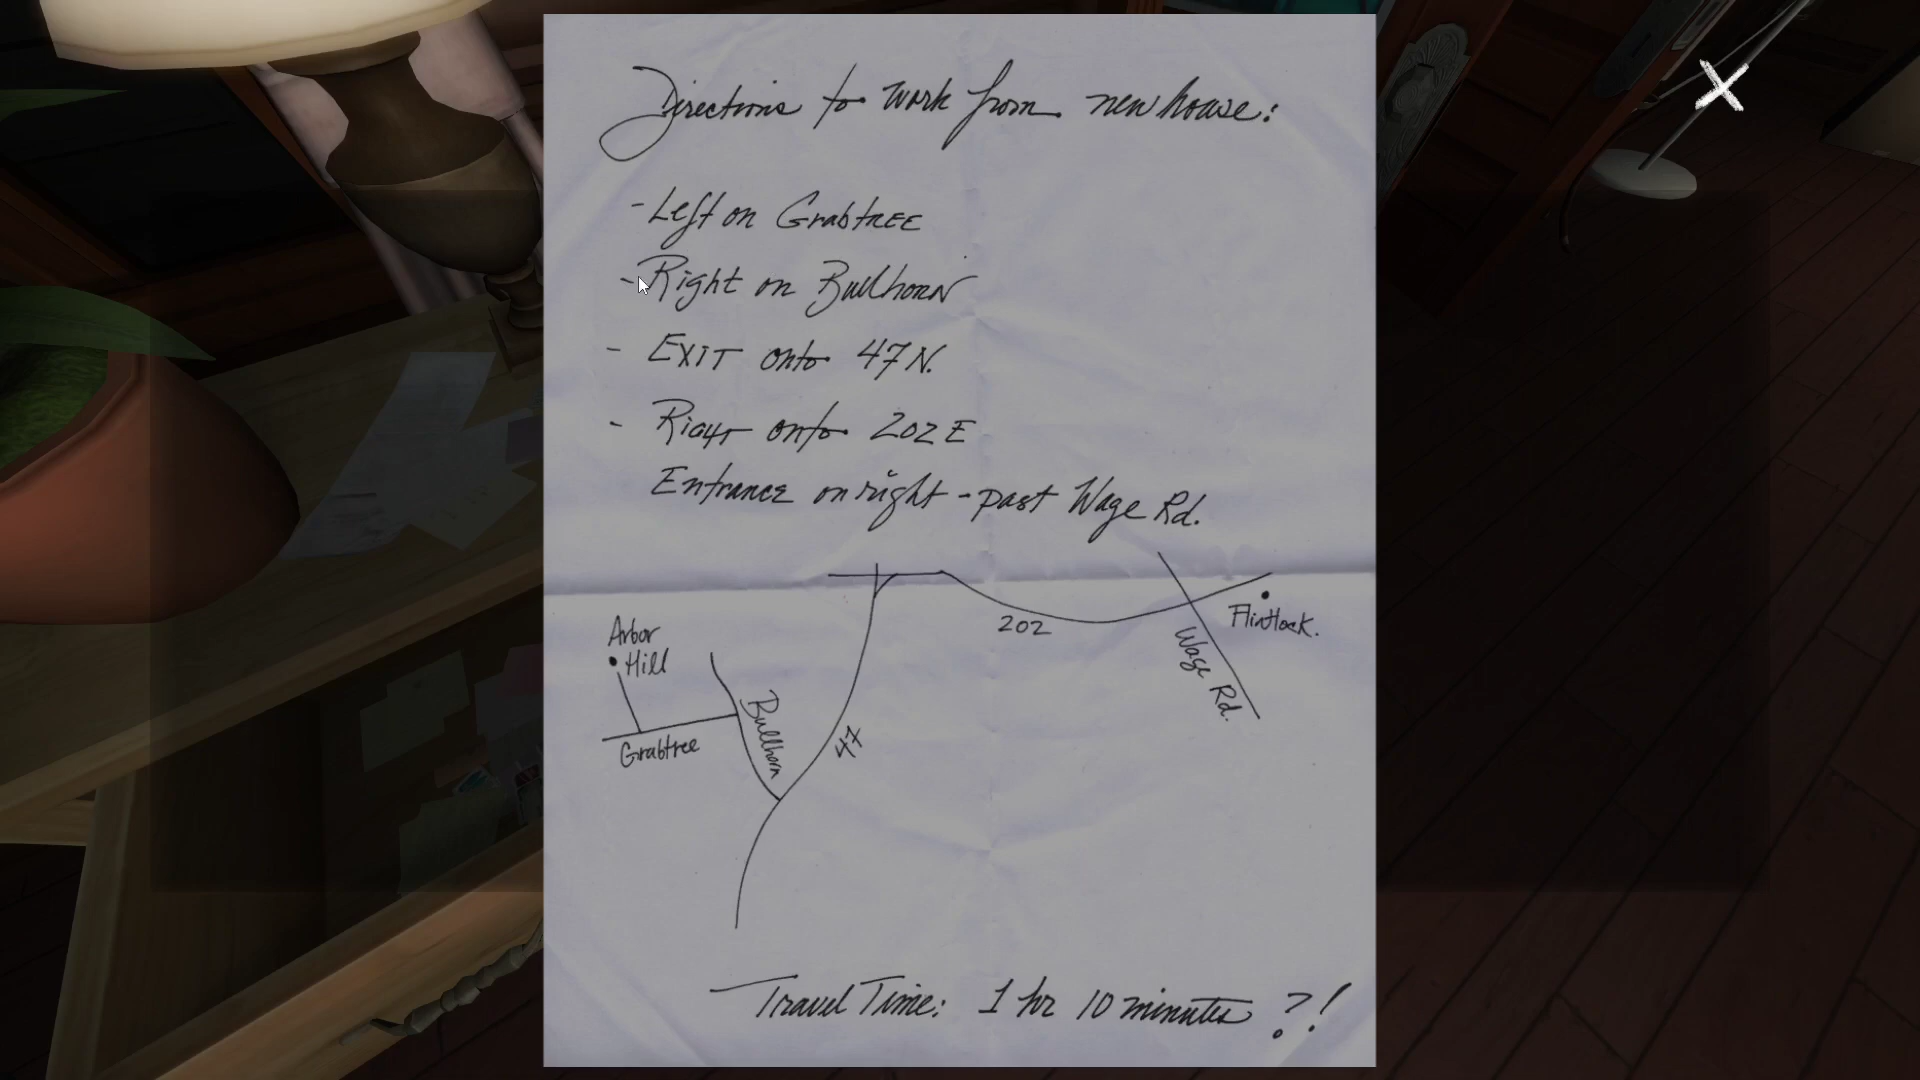 Directions to work from new house:
- Left on Grabtree
- Right on Bullhorn
- Exit onto 47 N.
- Right onto 202 E
Entrance on right - past Wage Rd.
Arbor
Hill
Grabtree
Bullhorn
47
202
Wage Rd.
Flintlock.
Travel Time: 1 hr 10 minutes ?!